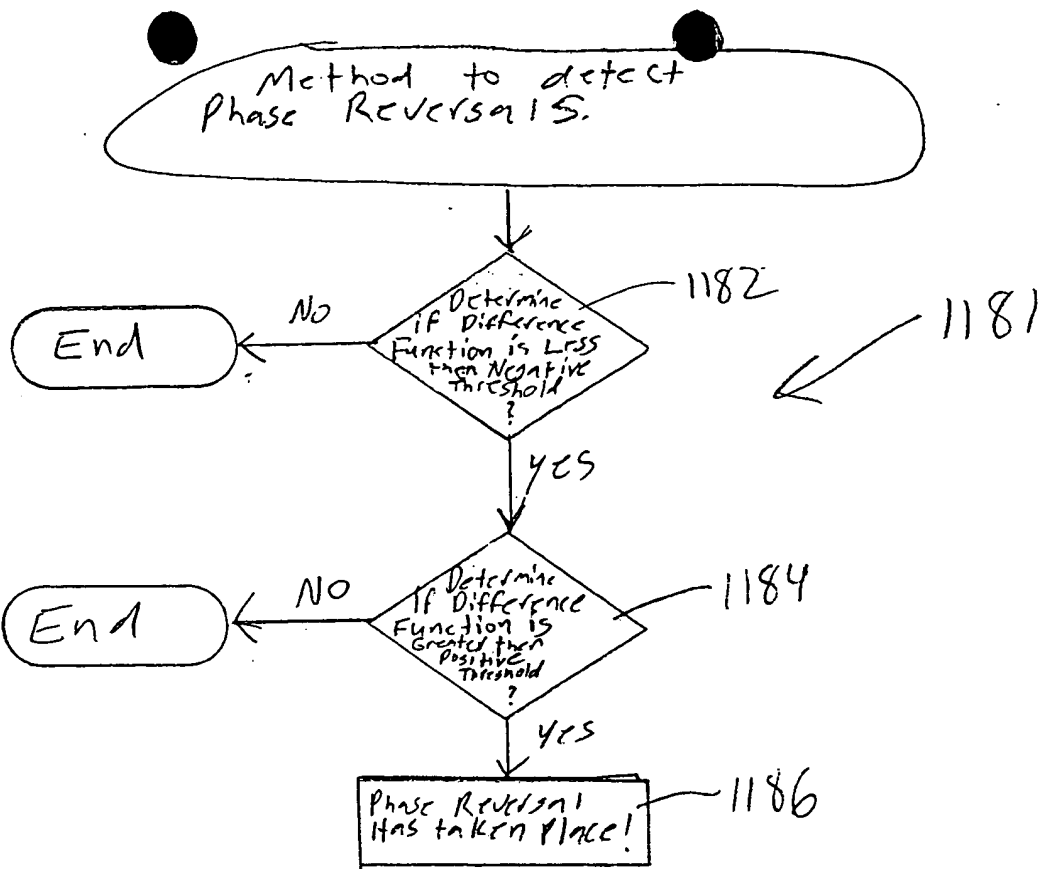 Method to detect
Phase Reversals.
1182
1181
Determine
if Difference
Function is Less
then Negative
Threshold
?
No
End
yes
1184
Determine
If Difference
Function is
Greater then
Positive
Threshold
?
NO
End
yes
Phase Reversal
Has taken Place!
1186